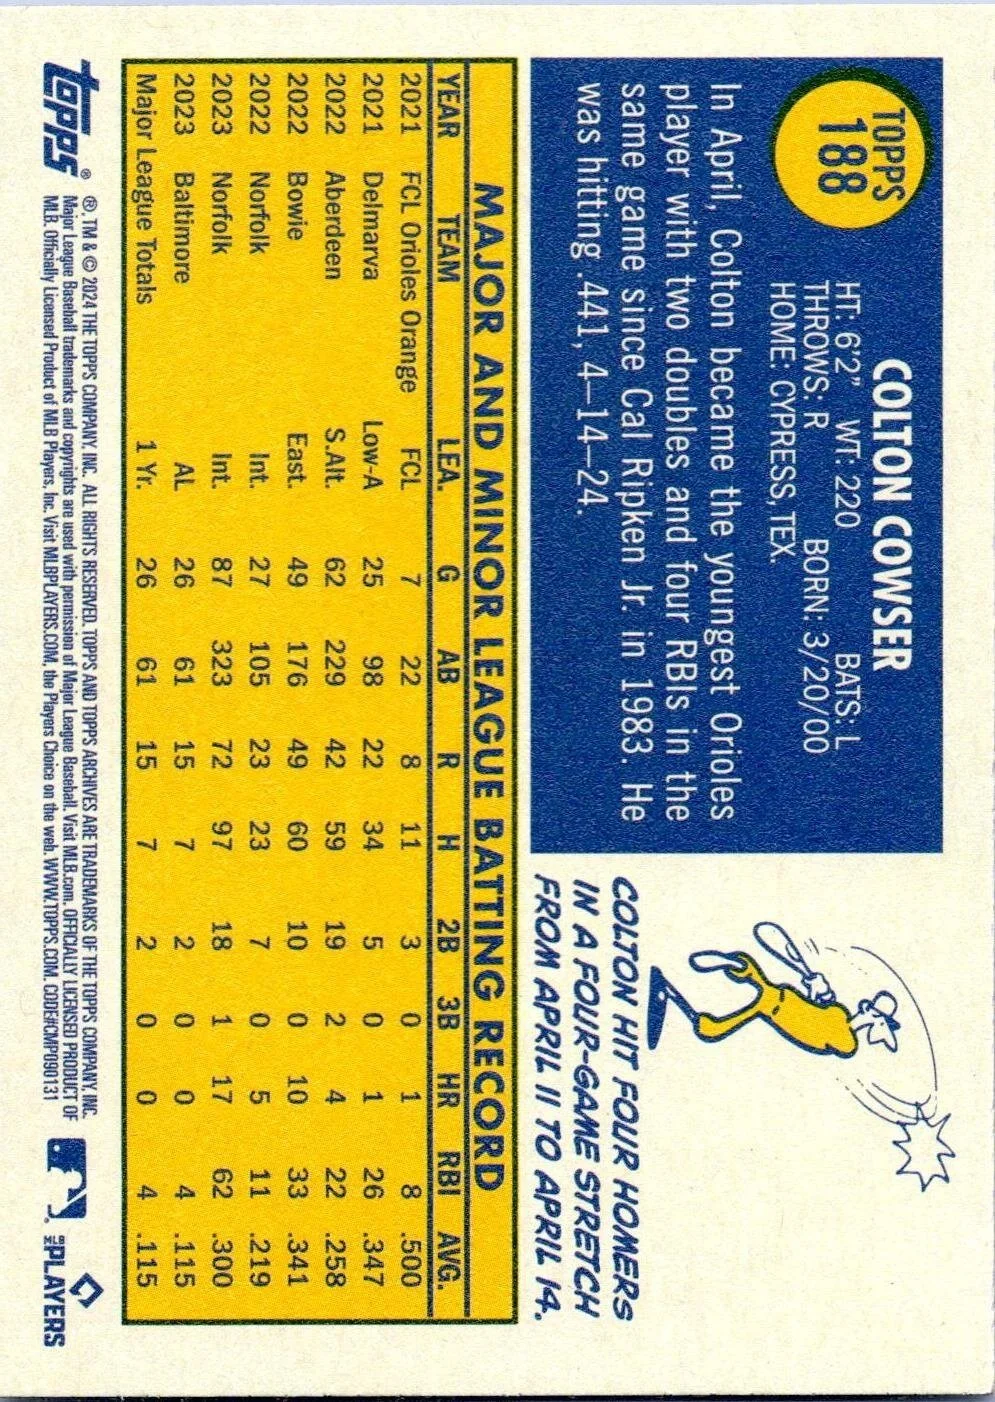 TOPPS
188
COLTON COWSER
HT: 6'2" WT: 220 BATS: L
THROWS: R BORN: 3/20/00
HOME: CYPRESS, TEX.
In April, Colton became the youngest Orioles
player with two doubles and four RBIs in the
same game since Cal Ripken Jr. in 1983. He
was hitting .441, 4–14–24.
COLTON HIT FOUR HOMERS
IN A FOUR-GAME STRETCH
FROM APRIL 11 TO APRIL 14.
MAJOR AND MINOR LEAGUE BATTING RECORD
YEAR TEAM LEA. G AB R H 2B 3B HR RBI AVG.
2021 FCL Orioles Orange FCL 7 22 8 11 3 0 1 8 .500
2021 Delmarva Low-A 25 98 22 34 5 0 1 26 .347
2022 Aberdeen S.Atl. 62 229 42 59 19 2 4 22 .258
2022 Bowie East. 49 176 49 60 10 0 10 33 .341
2022 Norfolk Int. 27 105 23 23 7 0 5 11 .219
2023 Norfolk Int. 87 323 72 97 18 1 17 62 .300
2023 Baltimore AL 26 61 15 7 2 0 0 4 .115
Major League Totals 1 Yr. 26 61 15 7 2 0 0 4 .115
topps ® ®, TM & © 2024 THE TOPPS COMPANY, INC. ALL RIGHTS RESERVED. TOPPS AND TOPPS ARCHIVES ARE TRADEMARKS OF THE TOPPS COMPANY, INC.
Major League Baseball trademarks and copyrights are used with permission of Major League Baseball. Visit MLB.com. OFFICIALLY LICENSED PRODUCT OF
MLB. Officially Licensed Product of MLB Players, Inc. Visit MLBPLAYERS.COM, the Players Choice on the web. WWW.TOPPS.COM. CODE#CMP090131
MLB PLAYERS INC